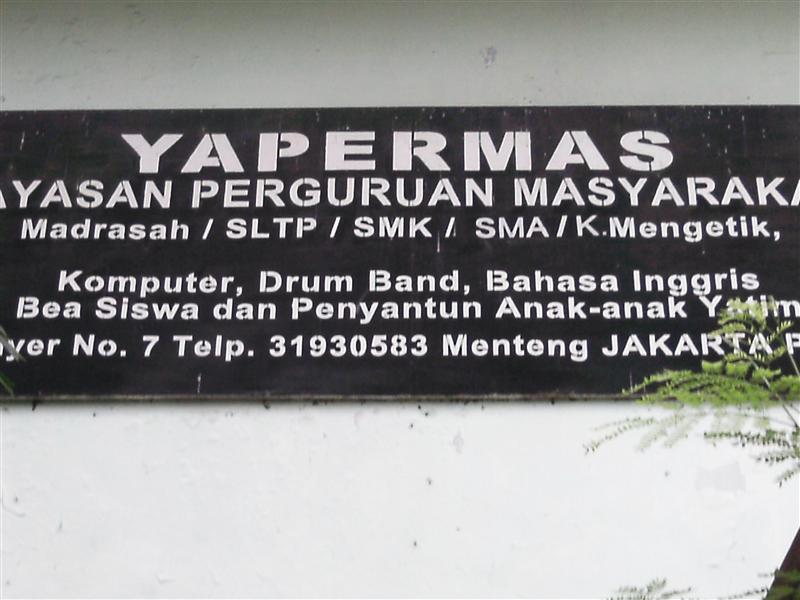 YAPERMAS
AYASAN PERGURUAN MASYARAKA
Madrasah / SLTP / SMK / SMA / K.Mengetik,
Komputer, Drum Band, Bahasa Inggris
Bea Siswa dan Penyantun Anak-anak Yatim
yer No. 7 Telp. 31930583 Menteng JAKARTA P